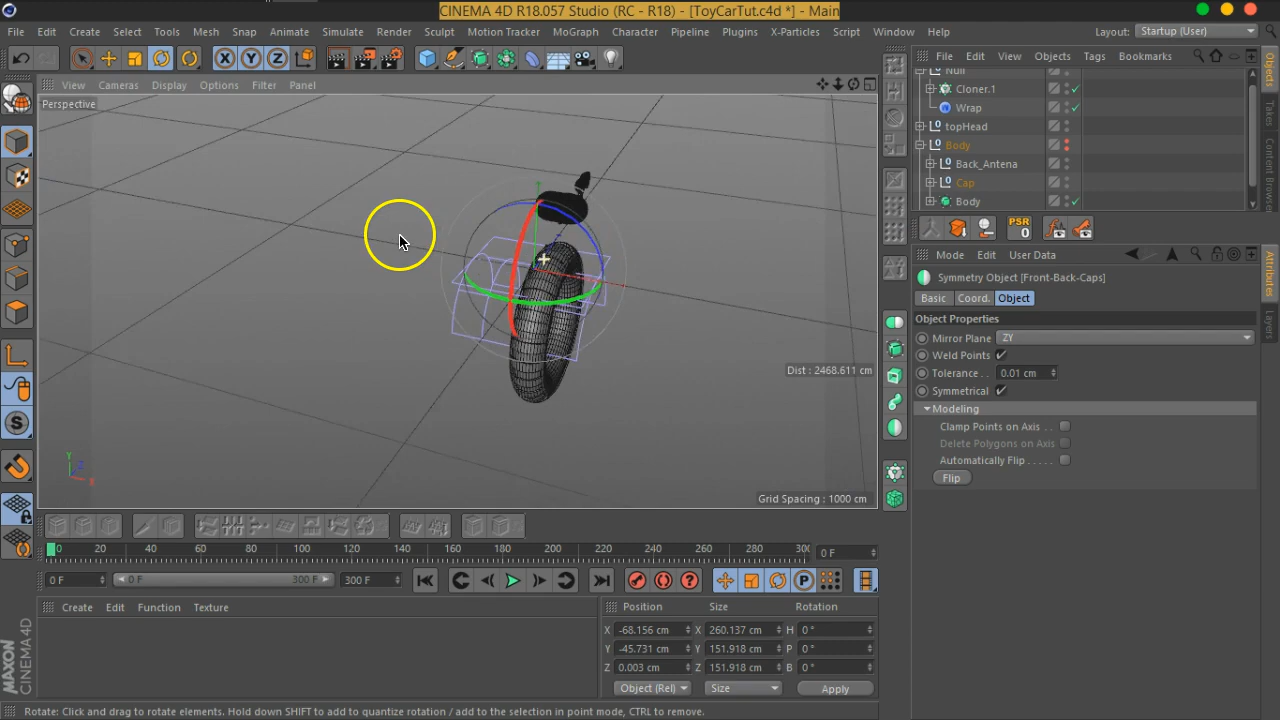 CINEMA 4D R18.057 Studio (RC - R18) - [ToyCarTut.c4d *] - Main
File Edit Create Select Tools Mesh Snap Animate Simulate Render Sculpt Motion Tracker MoGraph Character Pipeline Plugins X-Particles Script Window Help Layout: Startup (User)
X Y Z
File Edit View Objects Tags Bookmarks
View Cameras Display Options Filter Panel
Perspective
Null
Cloner.1
Wrap
topHead
Body
Back_Antena
Cap
Body
PSR
0
Mode Edit User Data
Symmetry Object [Front-Back-Caps]
Basic Coord. Object
Object Properties
Mirror Plane ZY
Weld Points
Tolerance . . 0.01 cm
Symmetrical
Modeling
Clamp Points on Axis . .
Delete Polygons on Axis
Automatically Flip . . . . .
Flip
Objects
Takes
Content Browser
Attributes
Layers
Dist : 2468.611 cm
Y
Z
X
Grid Spacing : 1000 cm
S
0 20 40 60 80 100 120 140 160 180 200 220 240 260 280 30 0 F
0 F 0 F 300 F 300 F
P
Create Edit Function Texture
Position Size Rotation
X -68.156 cm X 260.137 cm H 0 °
Y -45.731 cm Y 151.918 cm P 0 °
Z 0.003 cm Z 151.918 cm B 0 °
Object (Rel) Size Apply
MAXON
CINEMA 4D
Rotate: Click and drag to rotate elements. Hold down SHIFT to add to quantize rotation / add to the selection in point mode, CTRL to remove.